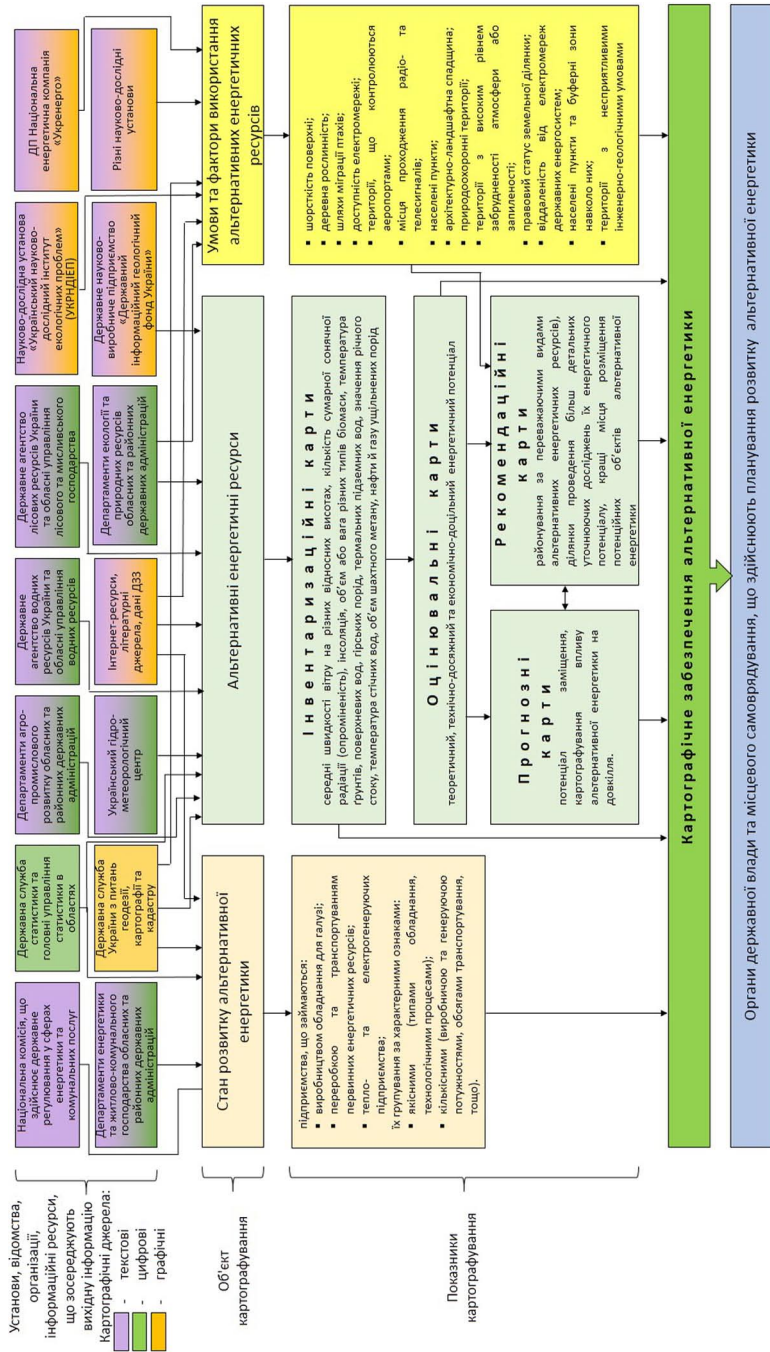 Установи, відомства,
організації,
інформаційні ресурси,
що зосереджують
вихідну інформацію
Картографічні джерела:
- текстові
- цифрові
- графічні
Національна комісія, що
здійснює державне
регулювання у сферах
енергетики та
комунальних послуг
Державна служба
статистики та
головні управління
статистики в
областях
Департаменти агро-
промислового
розвитку обласних та
районних державних
адміністрацій
Державне
агентство водних
ресурсів України та
обласні управління
водних ресурсів
Державне агентство
лісових ресурсів України
та обласні управління
лісового та мисливського
господарства
Науково-дослідна установа
«Український науково-
дослідний інститут
екологічних проблем»
(УКРНДІЕП)
ДП Національна
енергетична компанія
«Укренерго»
Департаменти енергетики
та житлово-комунального
господарства обласних та
районних державних
адміністрацій
Державна служба
України з питань
геодезії,
картографії та
кадастру
Український гідро-
метеорологічний
центр
Інтернет-ресурси,
літературні
джерела, дані ДЗЗ
Департаменти екології та
природних ресурсів
обласних та районних
державних адміністрацій
Державне науково-
виробниче підприємство
«Державний
інформаційний геологічний
фонд України»
Різні науково-дослідні
установи
Об'єкт
картографування
Стан розвитку альтернативної
енергетики
Альтернативні енергетичні ресурси
Умови та фактори використання
альтернативних енергетичних
ресурсів
Показники
картографування
підприємства, що займаються:
▪ виробництвом обладнання для галузі;
▪ переробкою та транспортуванням
первинних енергетичних ресурсів;
▪ тепло- та електрогенеруючих
підприємства;
їх групування за характерними ознаками:
▪ якісними (типами обладнання,
технологічними процесами);
▪ кількісними (виробничою та генеруючою
потужностями, обсягами транспортування,
тощо).
Інвентаризаційні карти
середні швидкості вітру на різних відносних висотах, кількість сумарної сонячної
радіації (опроміненість), інсоляція, об'єм або вага різних типів біомаси, температура
ґрунтів, поверхневих вод, гірських порід, термальних підземних вод, значення річного
стоку, температура стічних вод, об'єм шахтного метану, нафти й газу ущільнених порід
Оцінювальні карти
теоретичний, технічно-досяжний та економічно-доцільний енергетичний потенціал
Прогнозні
карти
потенціал заміщення,
картографування впливу
альтернативної енергетики на
довкілля.
Рекомендаційні
карти
районування за переважаючими видами
альтернативних енергетичних ресурсів),
ділянки проведення більш детальних
уточнюючих досліджень їх енергетичного
потенціалу, кращі місця розміщення
потенційних об'єктів альтернативної
енергетики
▪ шорсткість поверхні;
▪ деревна рослинність;
▪ шляхи міграції птахів;
▪ доступність електромережі;
▪ території, що контролюються
аеропортами;
▪ місця проходження радіо- та
телесигналів;
▪ населені пункти;
▪ архітектурно-ландшафтна спадщина;
▪ природоохоронні території;
▪ території з високим рівнем
забрудненості атмосфери або
запиленості;
▪ правовий статус земельної ділянки;
▪ віддаленість від електромереж
державних енергосистем;
▪ населені пункти та буферні зони
навколо них;
▪ території з несприятливими
інженерно-геологічними умовами
Картографічне забезпечення альтернативної енергетики
Органи державної влади та місцевого самоврядування, що здійснюють планування розвитку альтернативної енергетики